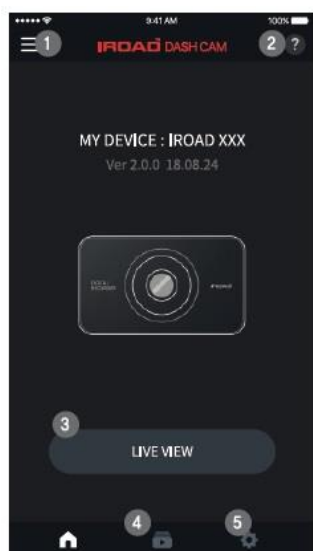 9:41 AM
100%
1
IROAD DASH CAM
2
?
MY DEVICE : IROAD XXX
Ver 2.0.0 18.08.24
IROAD
3
LIVE VIEW
4
5